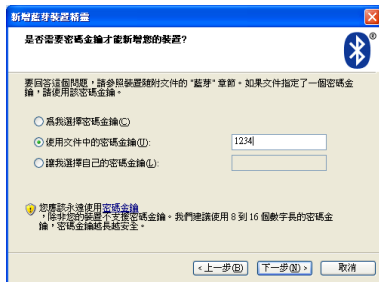 新增藍芽裝置精靈
是否需要密碼金鑰才能新增您的裝置?
要回答這個問題，請參照裝置隨附文件的 "藍芽" 章節。如果文件指定了一個密碼金
鑰，請使用該密碼金鑰。
為我選擇密碼金鑰(C)
使用文件中的密碼金鑰(U): 1234
讓我選擇自己的密碼金鑰(L):
您應該永遠使用密碼金鑰
，除非您的裝置不支援密碼金鑰。我們建議使用 8 到 16 個數字長的密碼金
鑰，密碼金鑰越長越安全。
<上一步(B) 下一步(N)> 取消